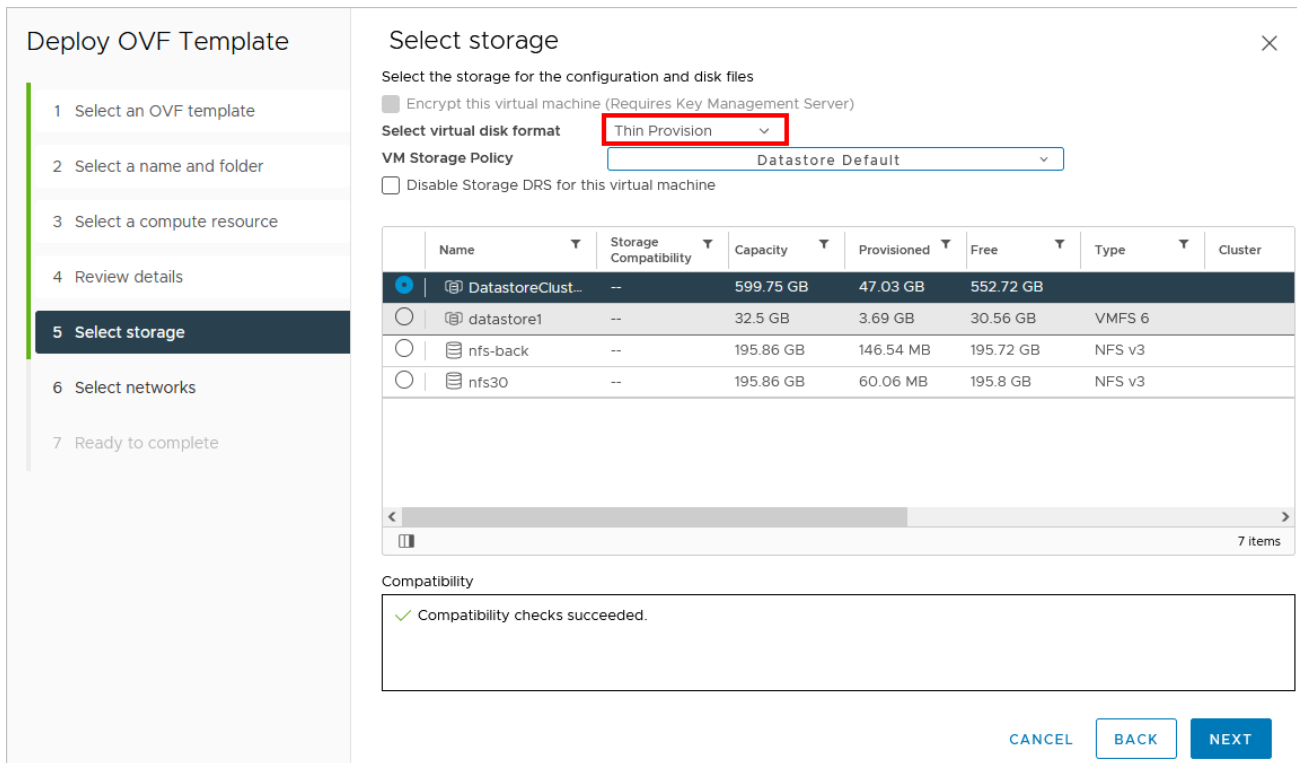 Deploy OVF Template
1 Select an OVF template
2 Select a name and folder
3 Select a compute resource
4 Review details
5 Select storage
6 Select networks
7 Ready to complete
Select storage
Select the storage for the configuration and disk files
Encrypt this virtual machine (Requires Key Management Server)
Select virtual disk format Thin Provision
VM Storage Policy Datastore Default
Disable Storage DRS for this virtual machine
Name Storage Compatibility Capacity Provisioned Free Type Cluster
DatastoreClust... -- 599.75 GB 47.03 GB 552.72 GB
datastore1 -- 32.5 GB 3.69 GB 30.56 GB VMFS 6
nfs-back -- 195.86 GB 146.54 MB 195.72 GB NFS v3
nfs30 -- 195.86 GB 60.06 MB 195.8 GB NFS v3
7 items
Compatibility
Compatibility checks succeeded.
CANCEL BACK NEXT